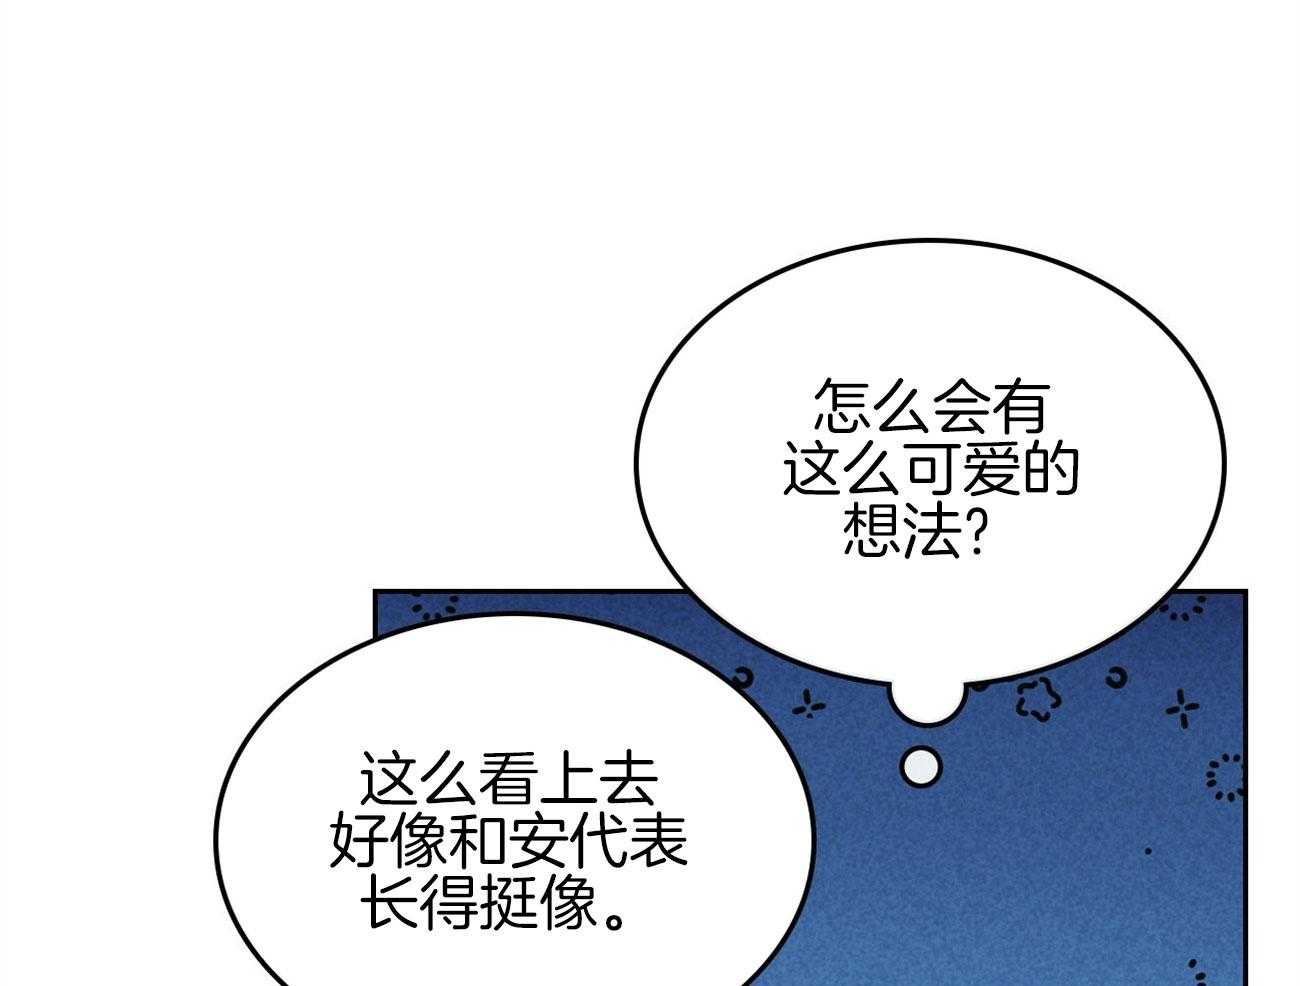 怎么会有
这么可爱的
想法？
这么看上去
好像和安代表
长得挺像。